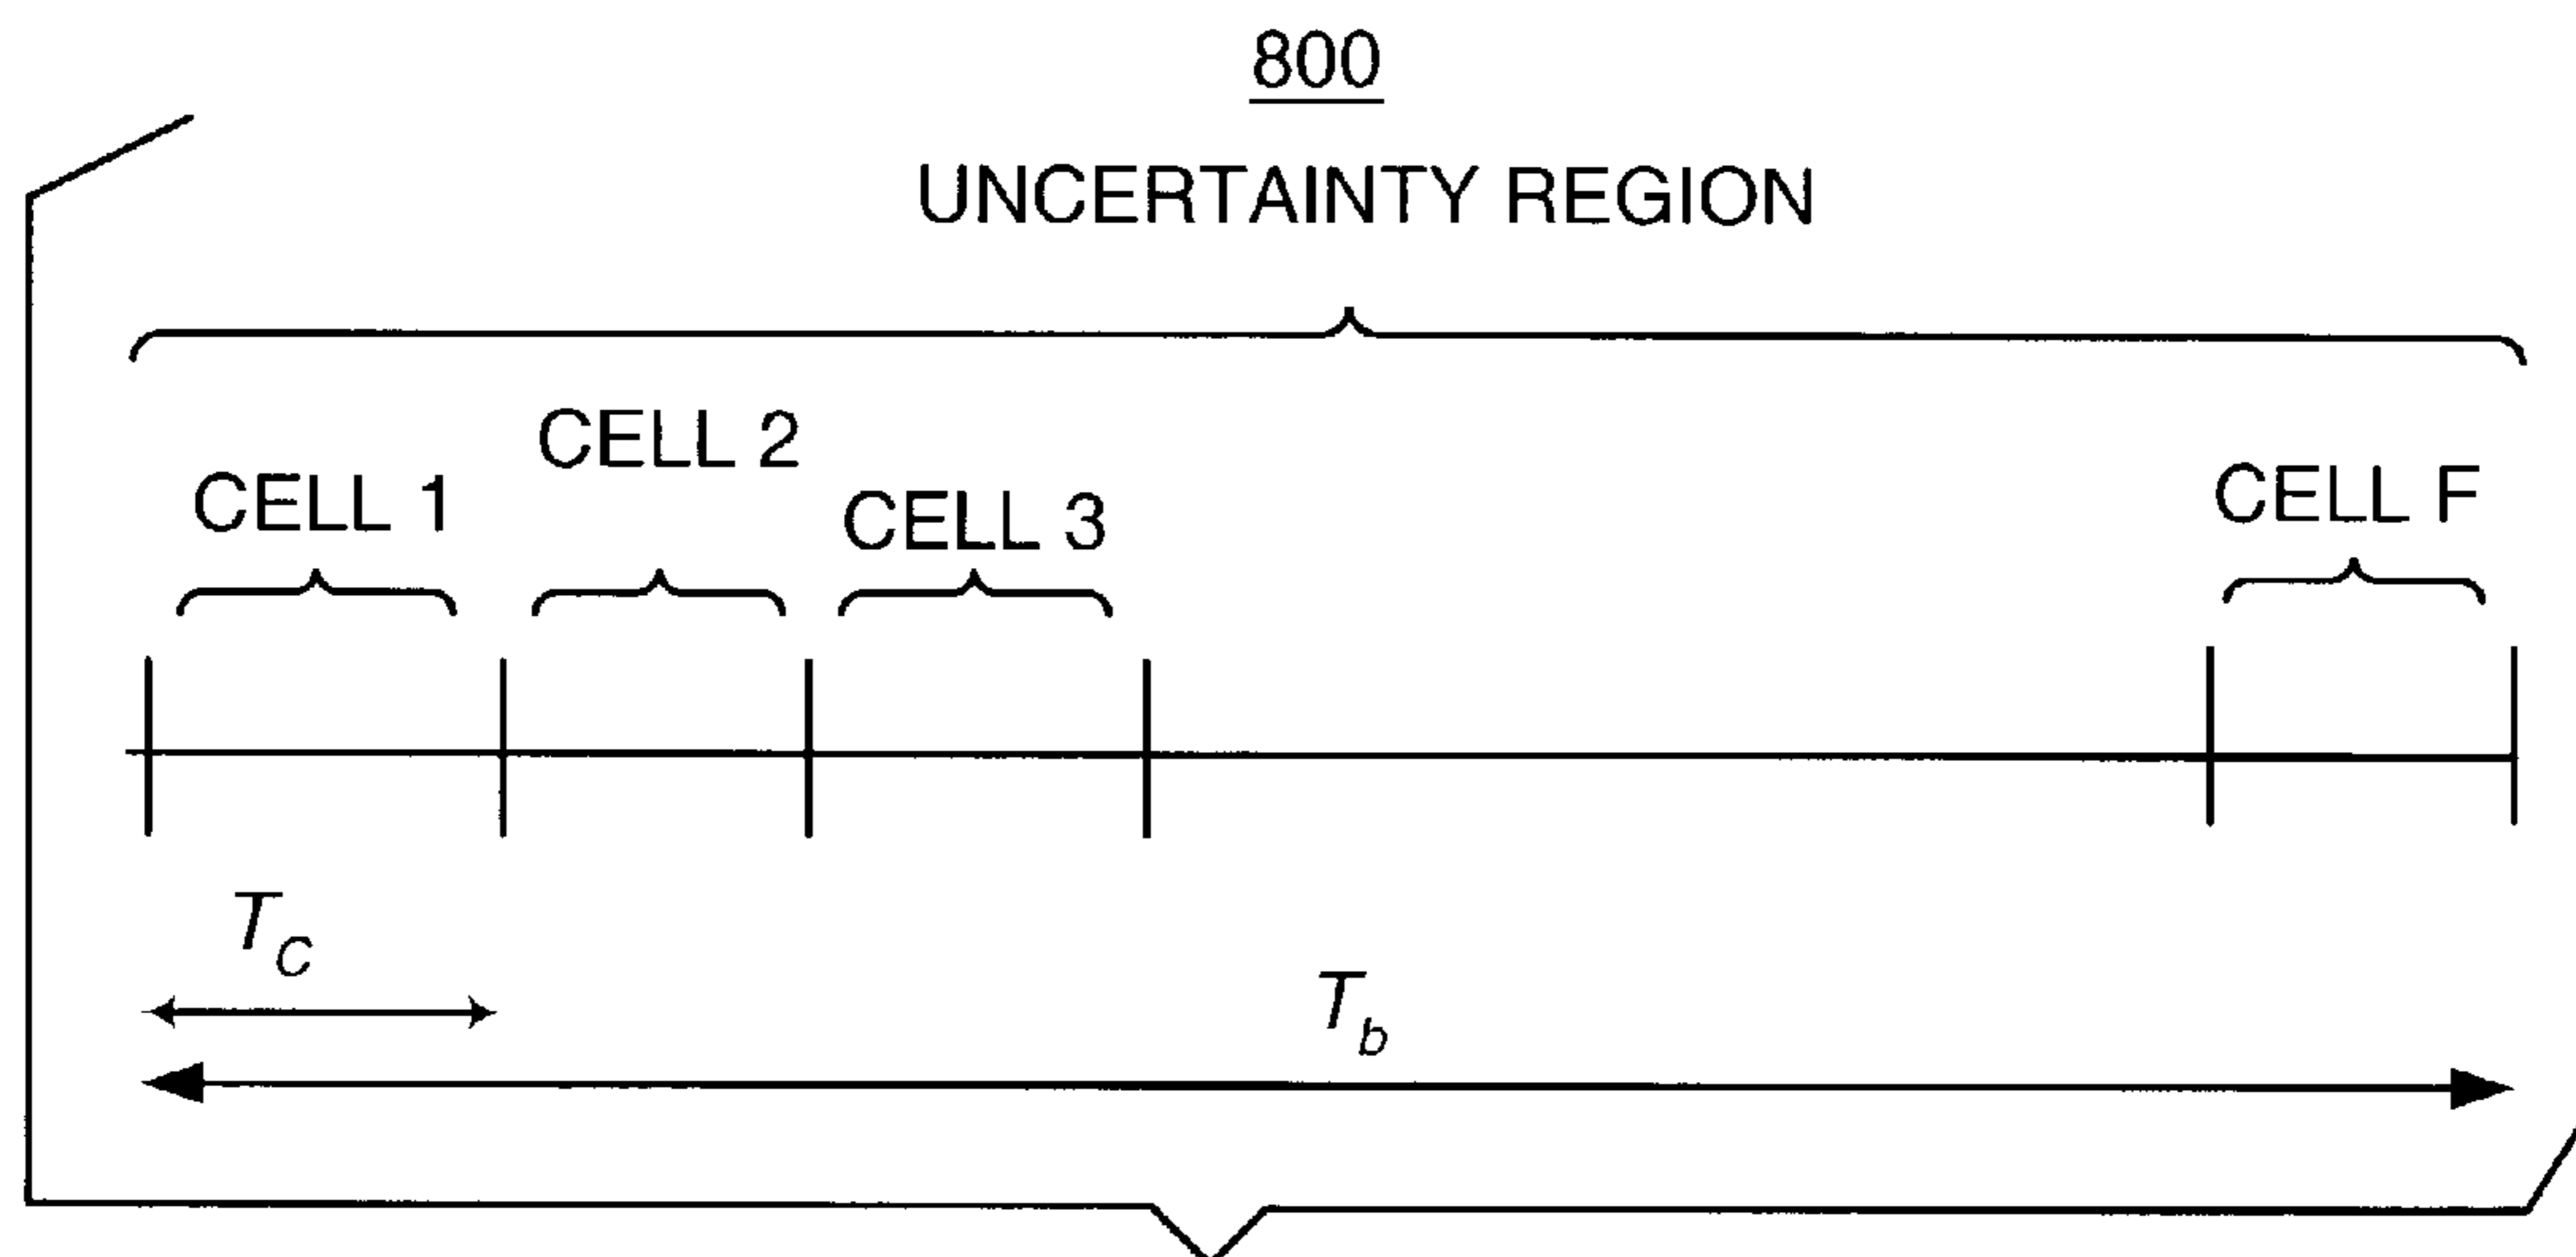 800
UNCERTAINTY REGION
CELL 1
CELL 2
CELL 3
CELL F
T_C
T_b